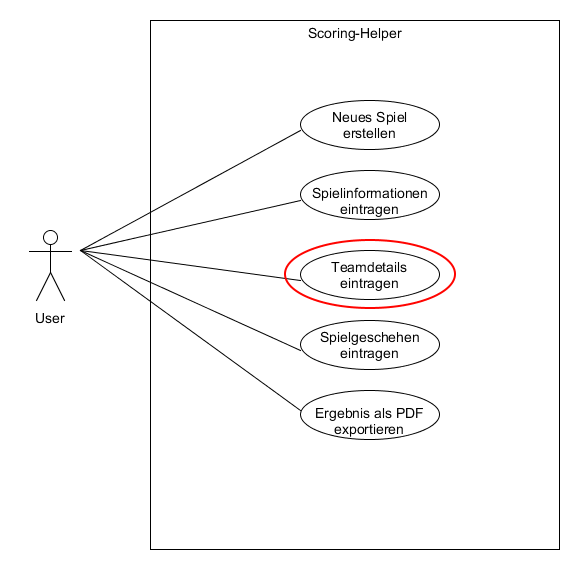 Scoring-Helper
Neues Spiel
erstellen
Spielinformationen
eintragen
Teamdetails
eintragen
User
Spielgeschehen
eintragen
Ergebnis als PDF
exportieren